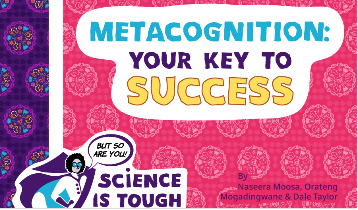 METACOGNITION:
YOUR KEY TO
SUCCESS
BUT SO
ARE YOU!
SCIENCE
IS TOUGH
By
Naseera Moosa, Orateng
Mogadingwane & Dale Taylor